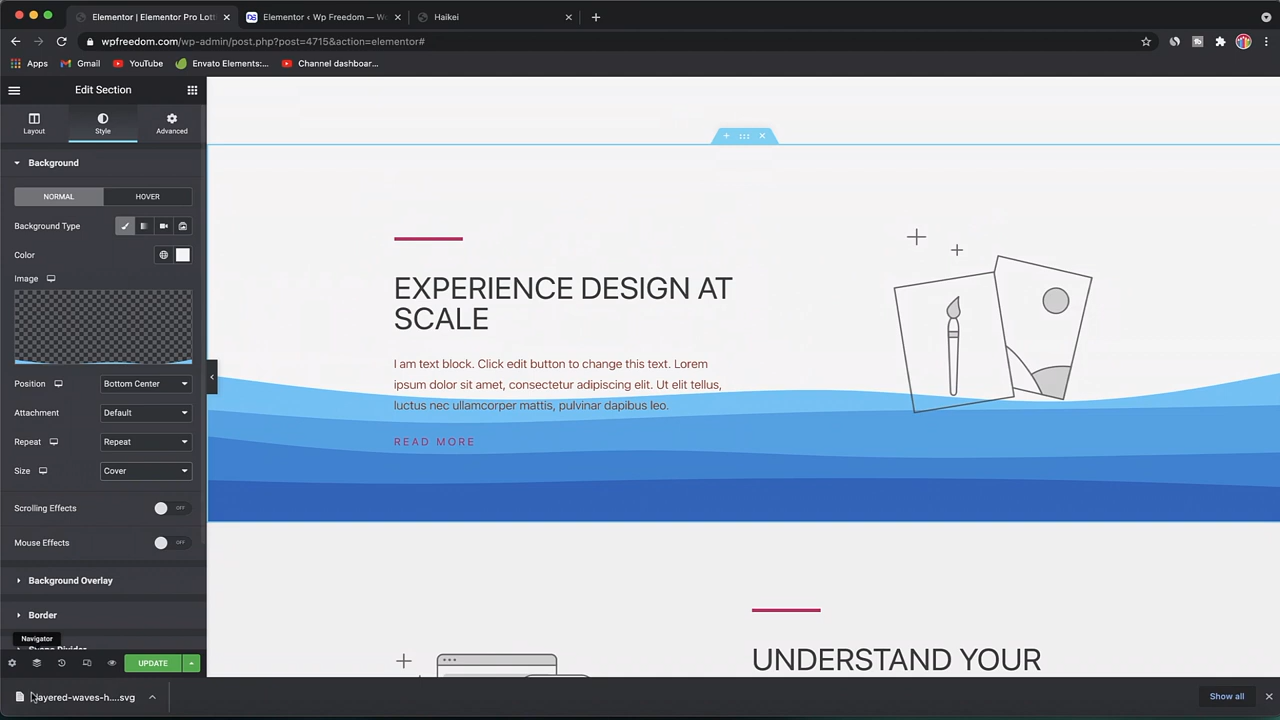 Elementor | Elementor Pro Lott
Elementor ‹ Wp Freedom — W
Haikei
wpfreedom.com/wp-admin/post.php?post=4715&action=elementor#
Apps
Gmail
YouTube
Envato Elements:...
Channel dashboar...
Edit Section
Layout
Style
Advanced
Background
NORMAL
HOVER
Background Type
Color
Image
Position
Bottom Center
Attachment
Default
Repeat
Repeat
Size
Cover
Scrolling Effects
OFF
Mouse Effects
OFF
Background Overlay
Border
Navigator
UPDATE
EXPERIENCE DESIGN AT
SCALE
I am text block. Click edit button to change this text. Lorem
ipsum dolor sit amet, consectetur adipiscing elit. Ut elit tellus,
luctus nec ullamcorper mattis, pulvinar dapibus leo.
READ MORE
UNDERSTAND YOUR
layered-waves-h....svg
Show all